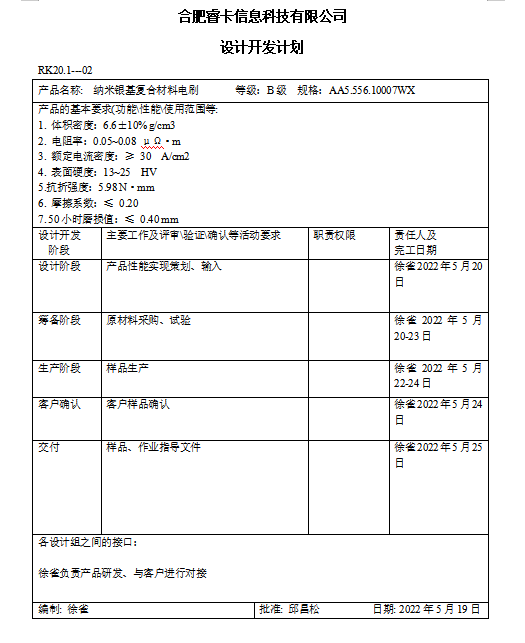 合肥睿卡信息科技有限公司
设计开发计划
RK20.1---02
产品名称: 纳米银基复合材料电刷 等级: B 级 规格: AA5.556.10007WX
产品的基本要求(功能\性能\使用范围等:
1. 体积密度: 6.6±10% g/cm3
2. 电阻率: 0.05~0.08 μΩ·m
3. 额定电流密度: ≥ 30 A/cm2
4. 表面硬度: 13~25 HV
5.抗折强度: 5.98N·mm
6. 摩擦系数: ≤ 0.20
7.50 小时磨损值: ≤ 0.40mm
设计开发
阶段
主要工作及评审\验证\确认等活动要求
职责权限
责任人及
完工日期
设计阶段
产品性能实现策划、输入
徐雀2022年5月20
日
筹备阶段
原材料采购、试验
徐雀 2022 年 5 月
20-23日
生产阶段
样品生产
徐雀 2022 年 5 月
22-24日
客户确认
客户样品确认
徐雀2022年5月24
日
交付
样品、作业指导文件
徐雀2022年5月25
日
各设计组之间的接口:
徐雀负责产品研发、与客户进行对接
编制: 徐雀
批准: 邱昌松 日期: 2022 年 5 月 19 日